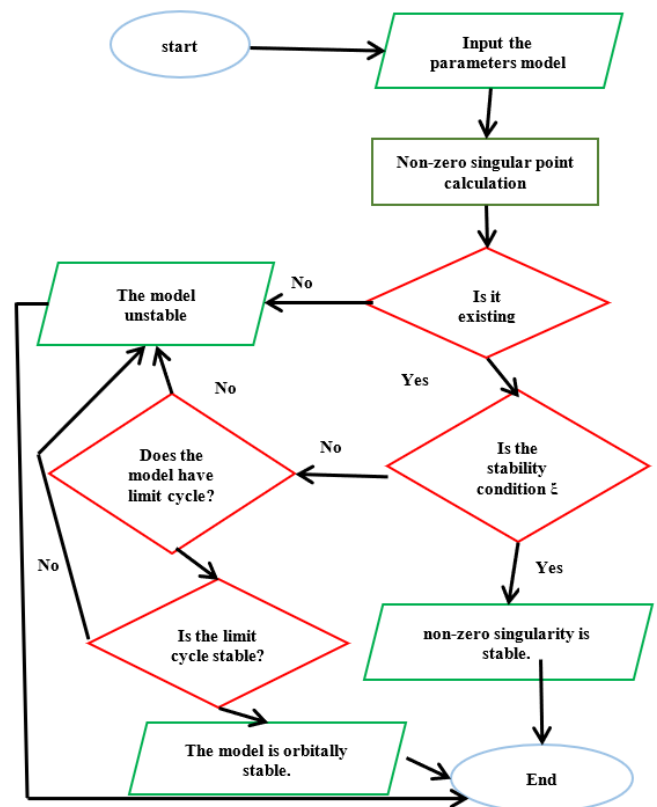 start
Input the
parameters model
Non-zero singular point
calculation
No
The model
unstable
Is it
existing
Yes
No
Does the
model have
limit cycle?
No
Is the
stability
condition ξ
No
Yes
Is the limit
cycle stable?
non-zero singularity is
stable.
The model is orbitally
stable.
End